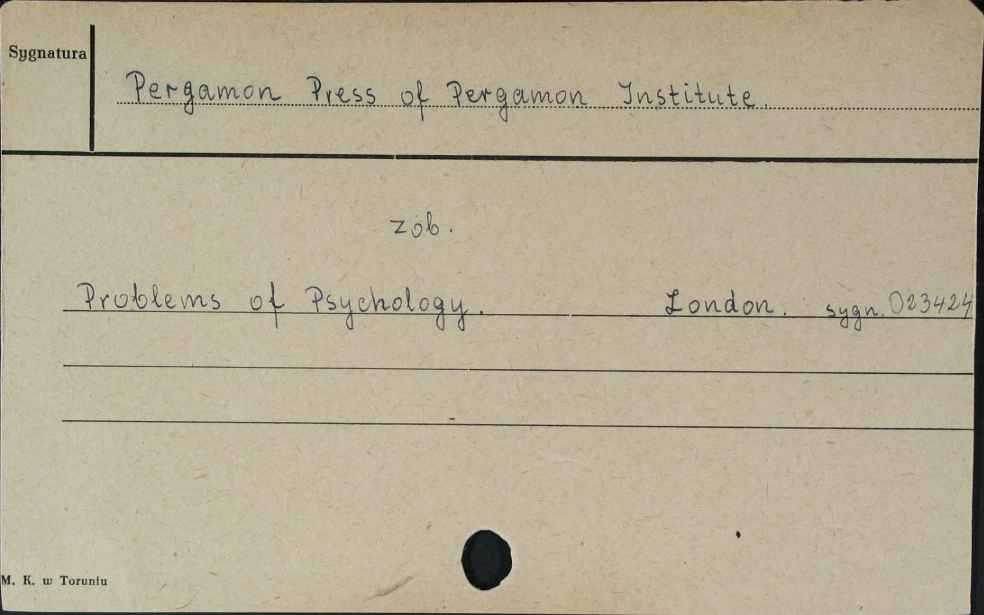 Sygnatura
Pergamon Press of Pergamon Institute.
zob.
Problems of Psychology. London. sygn. 023424
M. K. w Toruniu